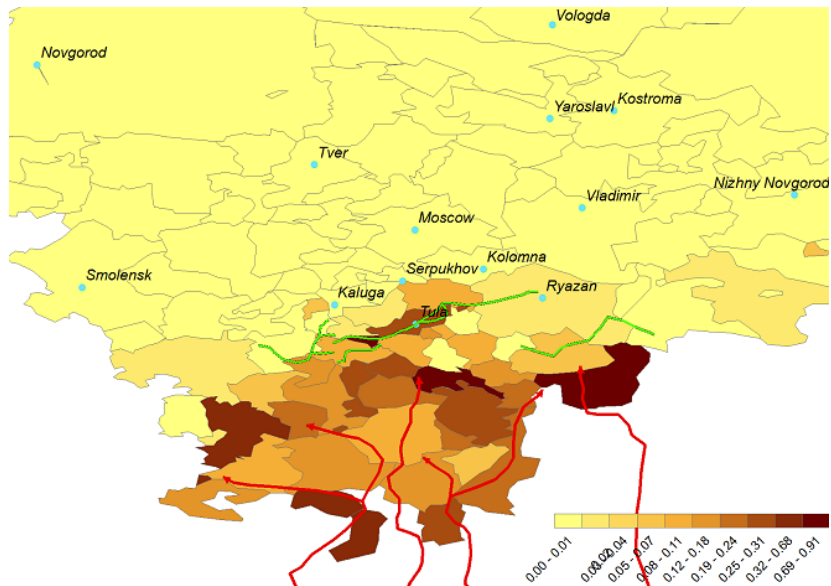 Vologda
Novgorod
Kostroma
Yaroslavl
Tver
Nizhny Novgorod
Vladimir
Moscow
Kolomna
Serpukhov
Smolensk
Ryazan
Kaluga
Tula
0.00 - 0.01
0.04
0.05 - 0.07
0.08 - 0.11
0.12 - 0.18
0.19 - 0.24
0.25 - 0.31
0.32 - 0.68
0.69 - 0.91